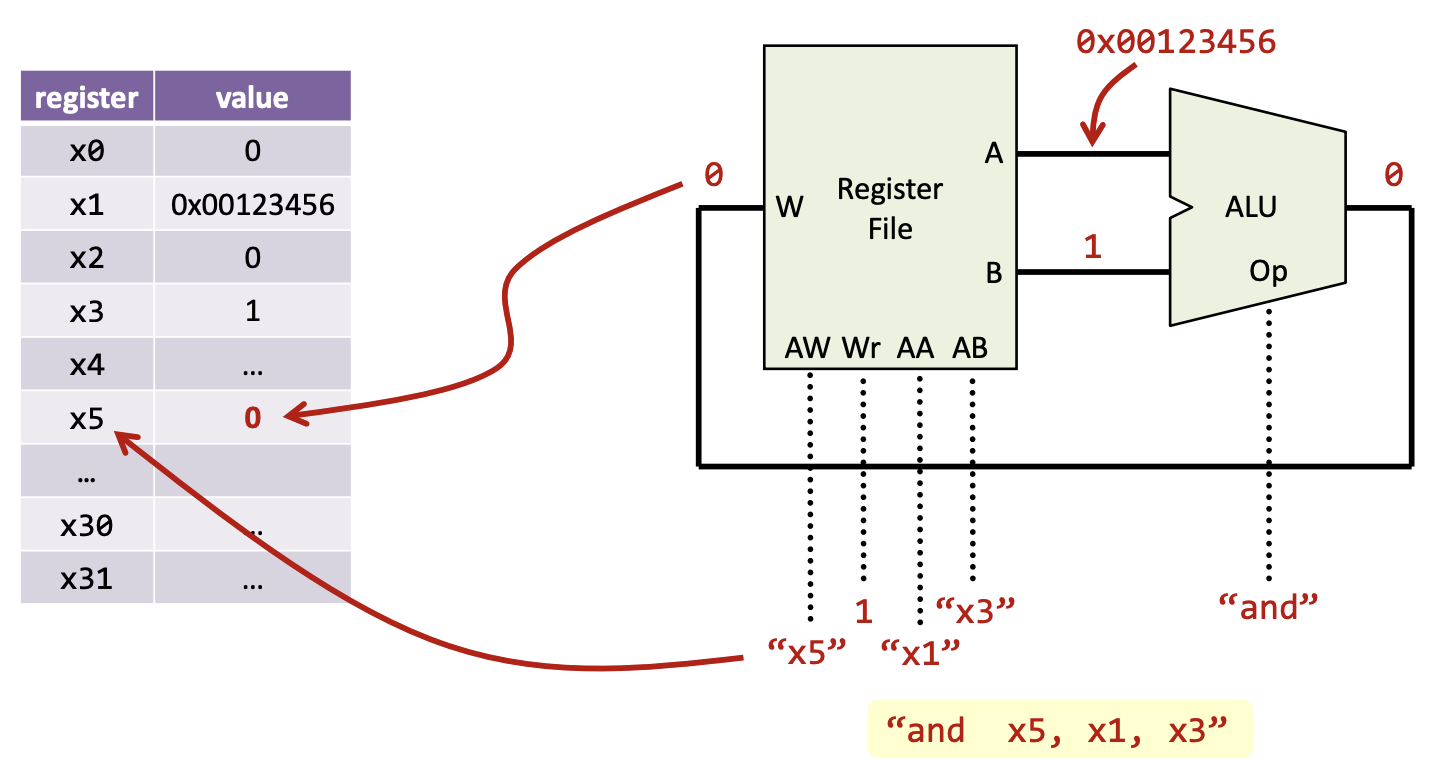 register value
x0 0
x1 0x00123456
x2 0
x3 1
x4 ...
x5 0
...
x30 ...
x31 ...
0x00123456
0
W
Register
File
A
B
1
AW Wr AA AB
ALU
Op
0
1
“x3”
“x5”
“x1”
“and”
“and x5, x1, x3”